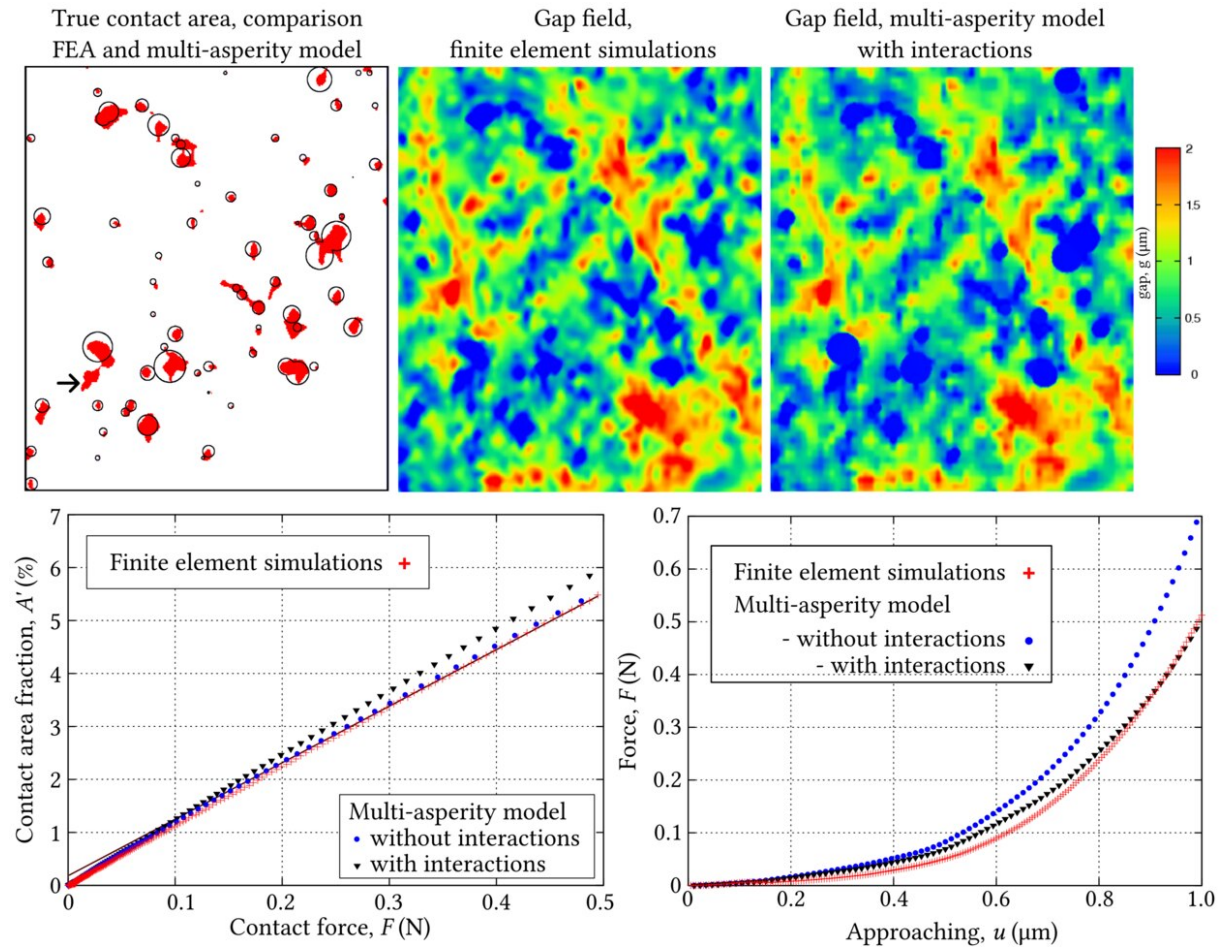 True contact area, comparison
FEA and multi-asperity model
Gap field,
finite element simulations
Gap field, multi-asperity model
with interactions
2
1.5
1
0.5
0
gap, g (μm)
Contact area fraction, A' (%)
6
5
4
3
2
1
0
Finite element simulations
Multi-asperity model
without interactions
with interactions
0
0.1
0.2
0.3
0.4
0.5
Contact force, F (N)
Force, F (N)
0.7
0.6
0.5
0.4
0.3
0.2
0.1
0
Finite element simulations
Multi-asperity model
- without interactions
- with interactions
0
0.2
0.4
0.6
0.8
1.0
Approaching, u (μm)